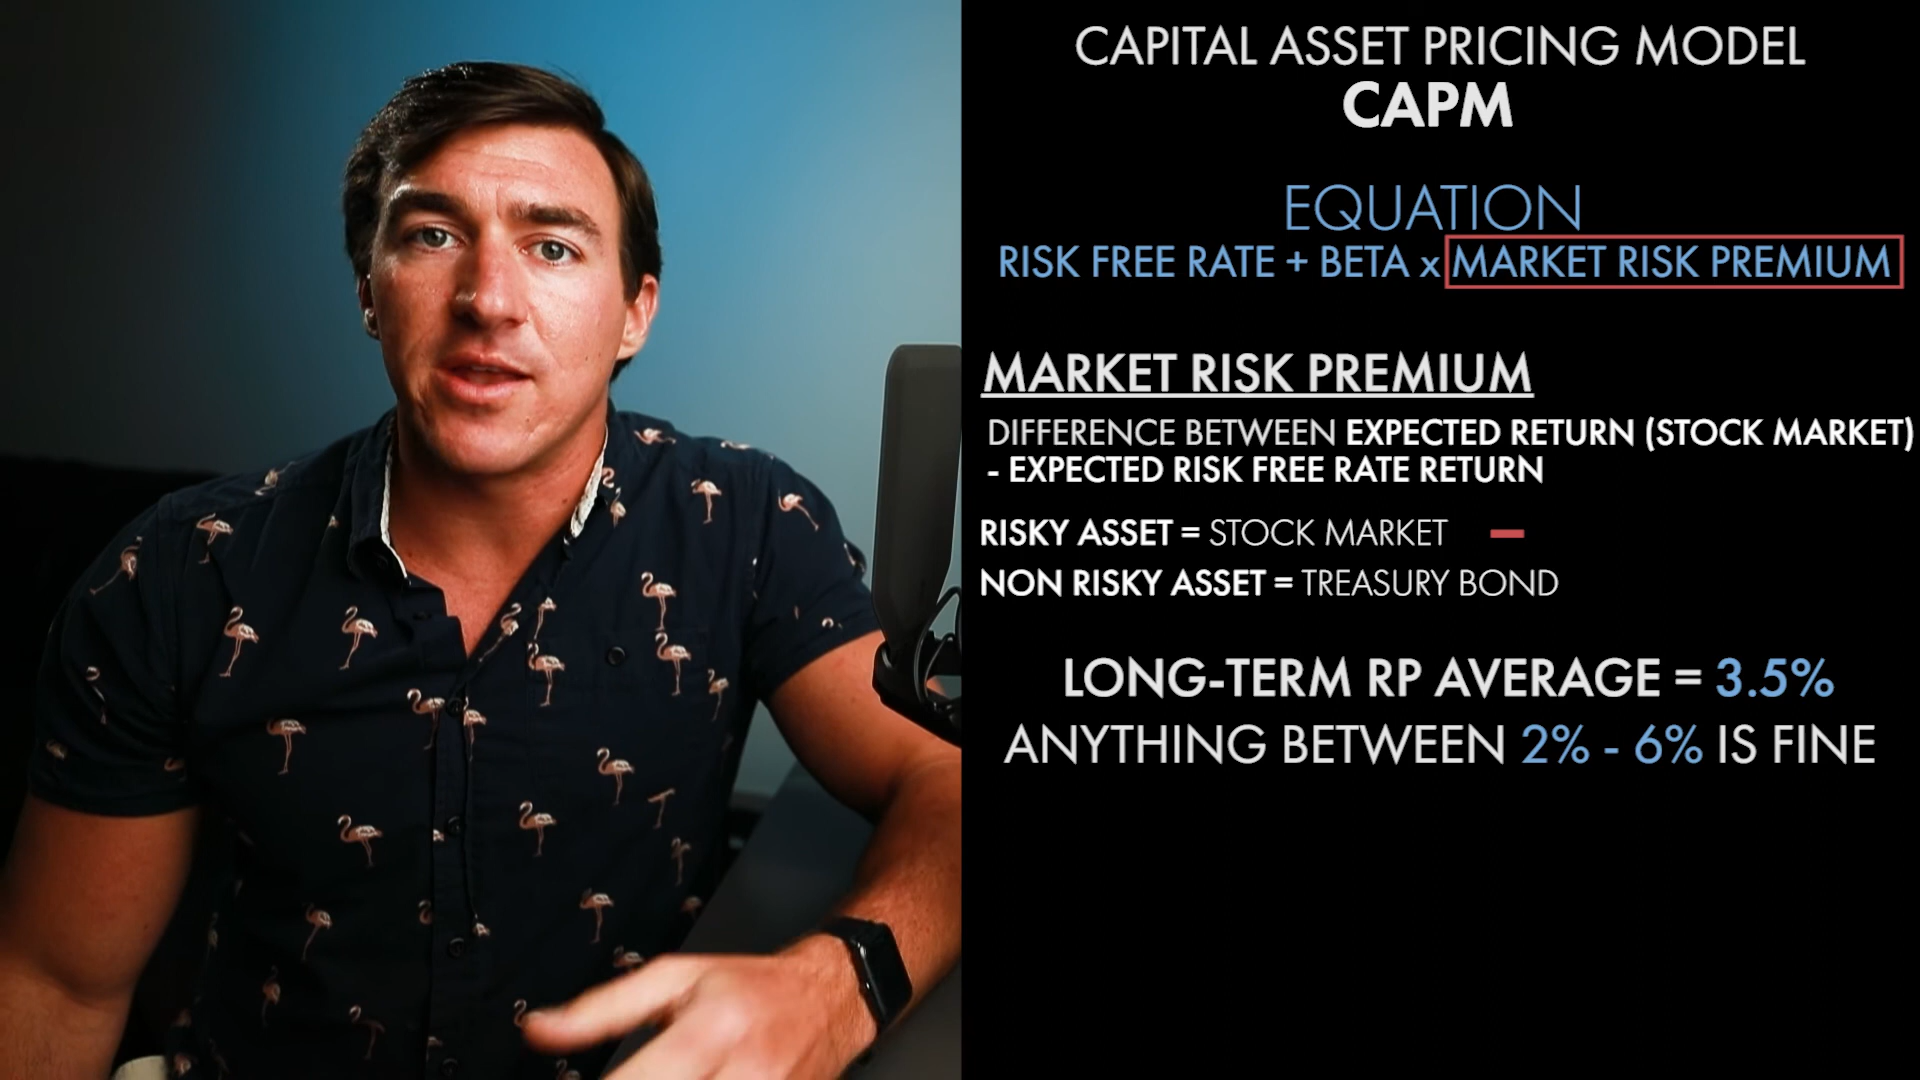 CAPITAL ASSET PRICING MODEL
CAPM
EQUATION
RISK FREE RATE + BETA x MARKET RISK PREMIUM
MARKET RISK PREMIUM
DIFFERENCE BETWEEN EXPECTED RETURN (STOCK MARKET)
- EXPECTED RISK FREE RATE RETURN
RISKY ASSET = STOCK MARKET
NON RISKY ASSET = TREASURY BOND
LONG-TERM RP AVERAGE = 3.5%
ANYTHING BETWEEN 2% - 6% IS FINE